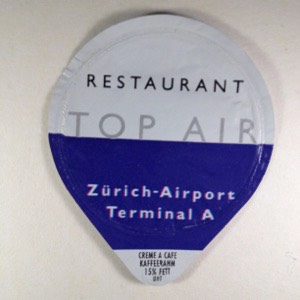 RESTAURANT
TOP AIR
Zürich-Airport
Terminal A
CREME A CAFE
KAFFEERAHM
15% FETT
UHT